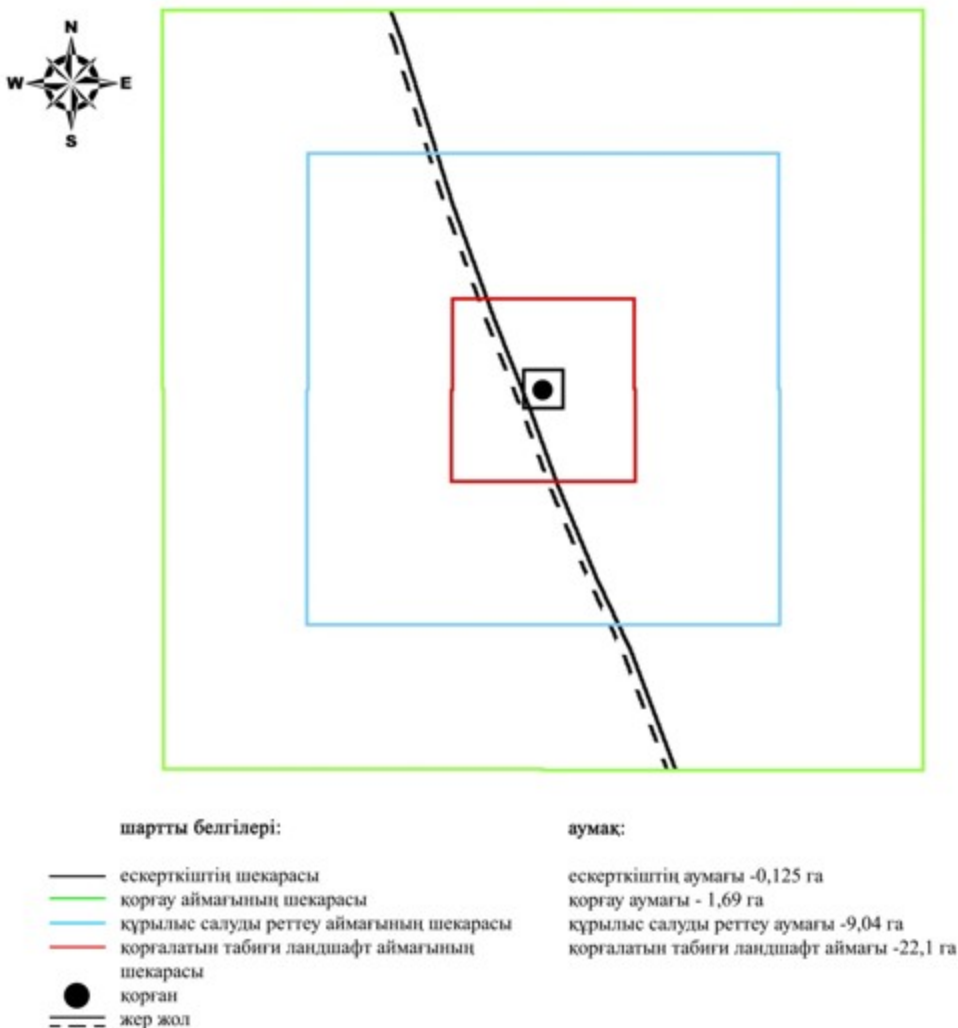 N
W E
S
шартты белгілері:
ескерткіштің шекарасы
қорғау аймағының шекарасы
құрылыс салуды реттеу аймағының шекарасы
қорғалатын табиғи ландшафт аймағының
шекарасы
қорған
жер жол
аумақ:
ескерткіштің аумағы -0,125 га
қорғау аумағы - 1,69 га
құрылыс салуды реттеу аумағы -9,04 га
қорғалатын табиғи ландшафт аймағы -22,1 га